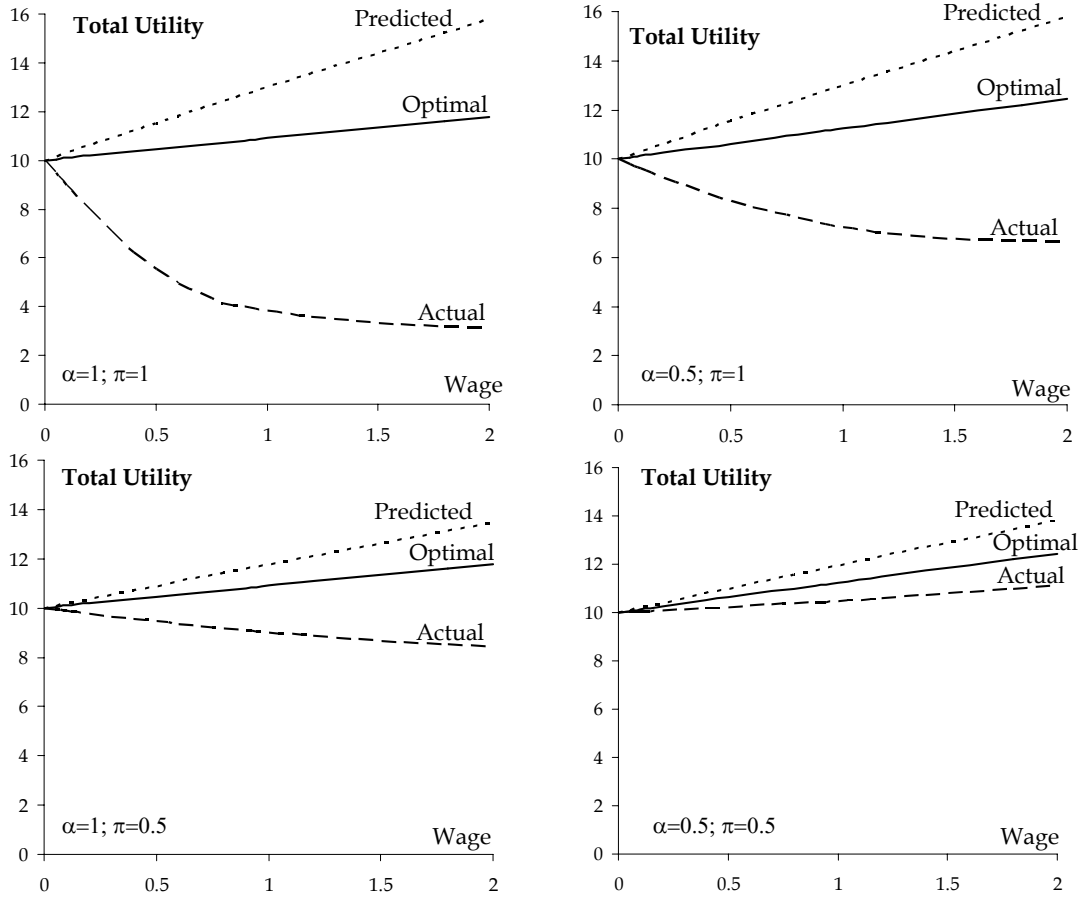 Total Utility
Predicted
Optimal
Actual
α=1; π=1
Wage
16
14
12
10
8
6
4
2
0
0 0.5 1 1.5 2
Total Utility
Predicted
Optimal
Actual
α=0.5; π=1
Wage
16
14
12
10
8
6
4
2
0
0 0.5 1 1.5 2
Total Utility
Predicted
Optimal
Actual
α=1; π=0.5
Wage
16
14
12
10
8
6
4
2
0
0 0.5 1 1.5 2
Total Utility
Predicted
Optimal
Actual
α=0.5; π=0.5
Wage
16
14
12
10
8
6
4
2
0
0 0.5 1 1.5 2